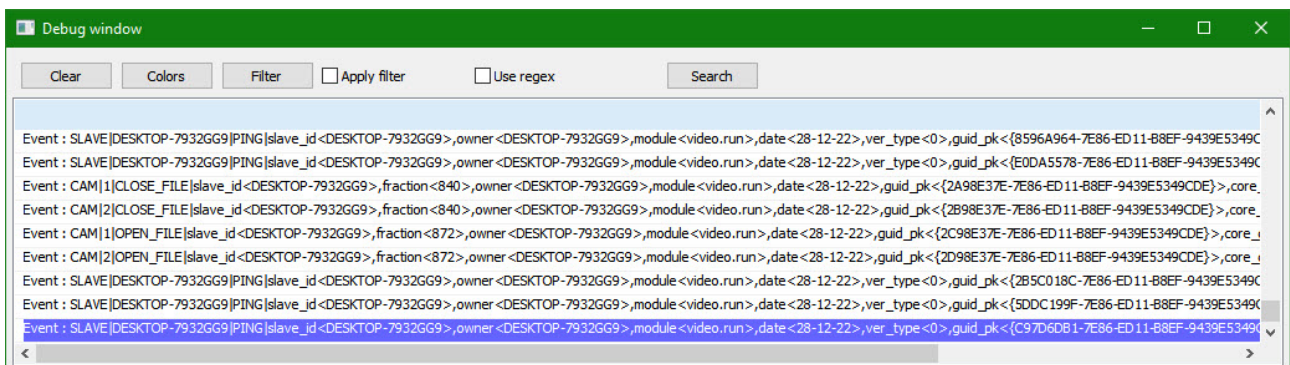 Debug window
Clear Colors Filter Apply filter Use regex Search
Event : SLAVE|DESKTOP-7932GG9|PING|slave_id<DESKTOP-7932GG9>,owner<DESKTOP-7932GG9>,module<video.run>,date<28-12-22>,ver_type<0>,guid_pk<{8596A964-7E86-ED11-B8EF-9439E5349C
Event : SLAVE|DESKTOP-7932GG9|PING|slave_id<DESKTOP-7932GG9>,owner<DESKTOP-7932GG9>,module<video.run>,date<28-12-22>,ver_type<0>,guid_pk<{E0DA5578-7E86-ED11-B8EF-9439E5349C
Event : CAM|1|CLOSE_FILE|slave_id<DESKTOP-7932GG9>,fraction<840>,owner<DESKTOP-7932GG9>,module<video.run>,date<28-12-22>,guid_pk<{2A98E37E-7E86-ED11-B8EF-9439E5349CDE}>,core_
Event : CAM|2|CLOSE_FILE|slave_id<DESKTOP-7932GG9>,fraction<840>,owner<DESKTOP-7932GG9>,module<video.run>,date<28-12-22>,guid_pk<{2B98E37E-7E86-ED11-B8EF-9439E5349CDE}>,core_
Event : CAM|1|OPEN_FILE|slave_id<DESKTOP-7932GG9>,fraction<872>,owner<DESKTOP-7932GG9>,module<video.run>,date<28-12-22>,guid_pk<{2C98E37E-7E86-ED11-B8EF-9439E5349CDE}>,core_
Event : CAM|2|OPEN_FILE|slave_id<DESKTOP-7932GG9>,fraction<872>,owner<DESKTOP-7932GG9>,module<video.run>,date<28-12-22>,guid_pk<{2D98E37E-7E86-ED11-B8EF-9439E5349CDE}>,core_
Event : SLAVE|DESKTOP-7932GG9|PING|slave_id<DESKTOP-7932GG9>,owner<DESKTOP-7932GG9>,module<video.run>,date<28-12-22>,ver_type<0>,guid_pk<{2B5C018C-7E86-ED11-B8EF-9439E5349C
Event : SLAVE|DESKTOP-7932GG9|PING|slave_id<DESKTOP-7932GG9>,owner<DESKTOP-7932GG9>,module<video.run>,date<28-12-22>,ver_type<0>,guid_pk<{5DDC199F-7E86-ED11-B8EF-9439E5349C
Event : SLAVE|DESKTOP-7932GG9|PING|slave_id<DESKTOP-7932GG9>,owner<DESKTOP-7932GG9>,module<video.run>,date<28-12-22>,ver_type<0>,guid_pk<{C97D6DB1-7E86-ED11-B8EF-9439E5349C